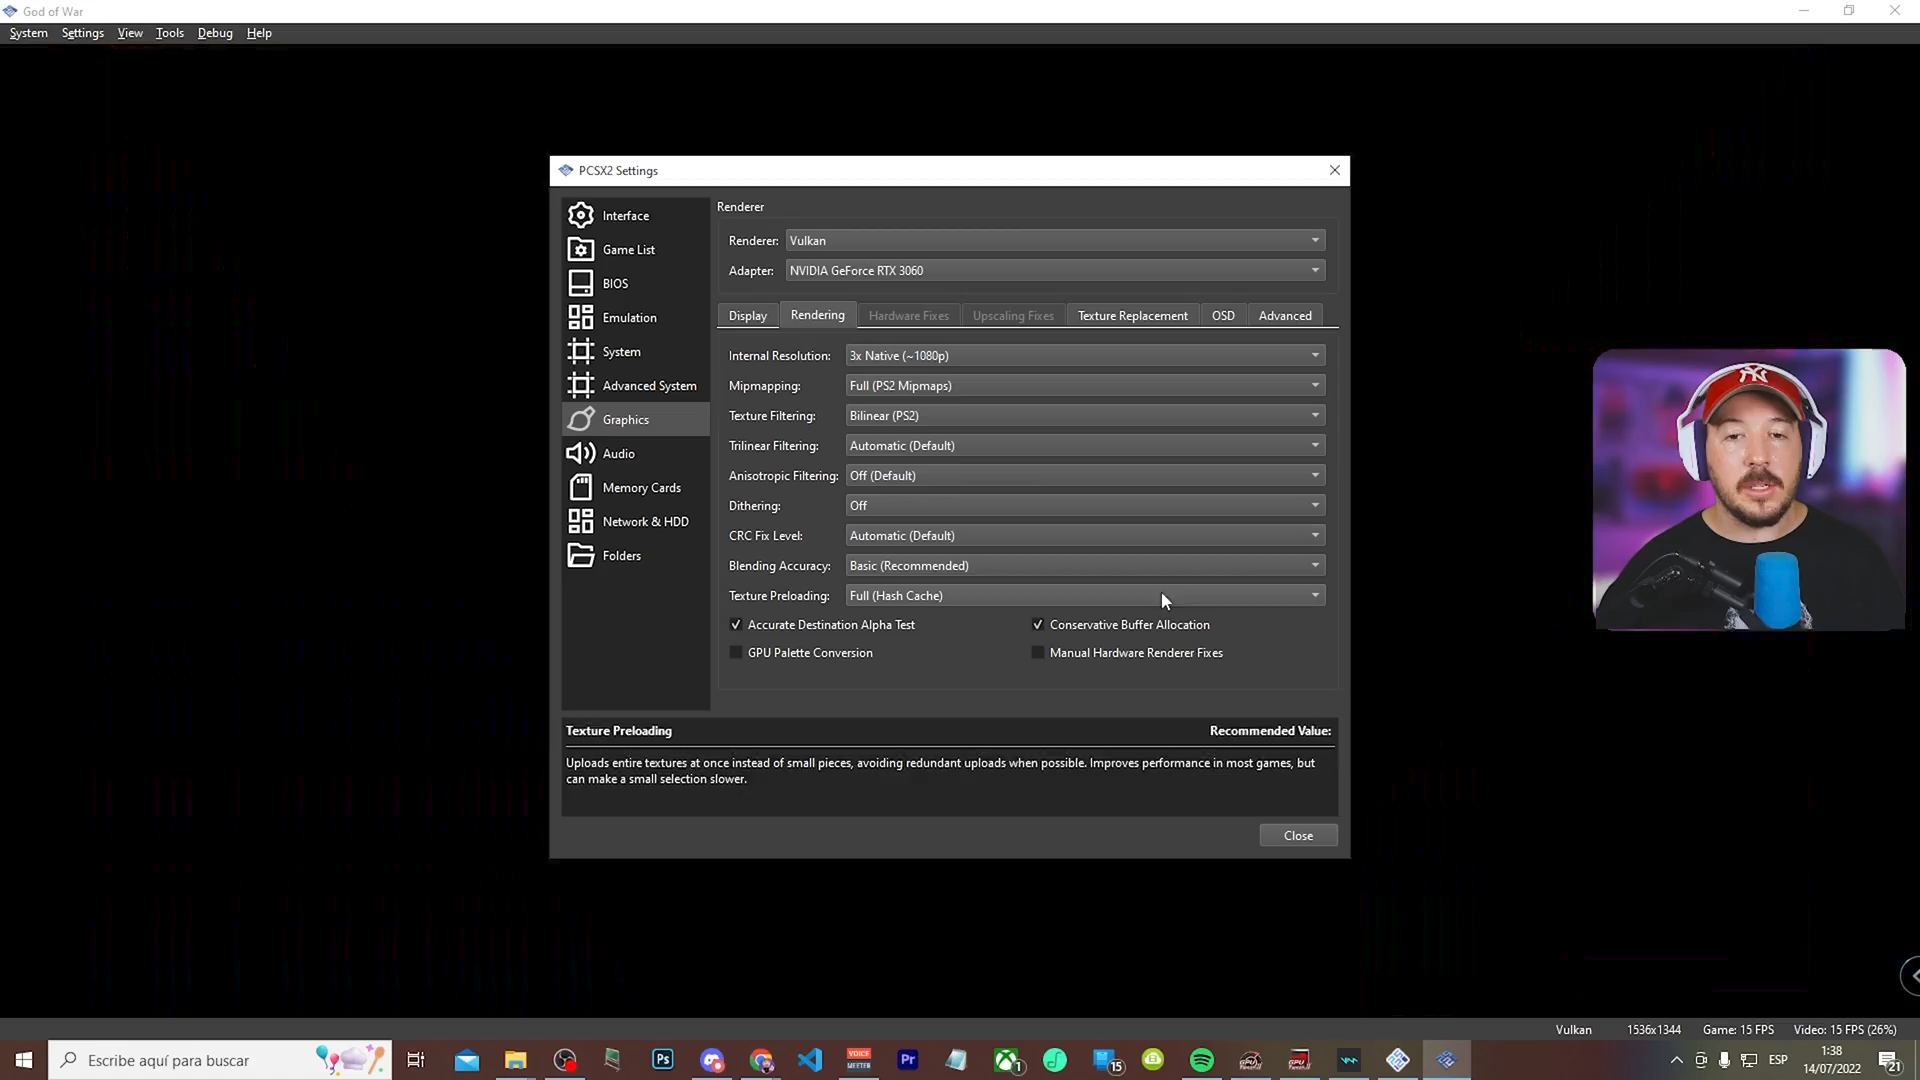 God of War
System Settings View Tools Debug Help
PCSX2 Settings
Interface
Game List
BIOS
Emulation
System
Advanced System
Graphics
Audio
Memory Cards
Network & HDD
Folders
Renderer
Renderer: Vulkan
Adapter: NVIDIA GeForce RTX 3060
Display Rendering Hardware Fixes Upscaling Fixes Texture Replacement OSD Advanced
Internal Resolution: 3x Native (~1080p)
Mipmapping: Full (PS2 Mipmaps)
Texture Filtering: Bilinear (PS2)
Trilinear Filtering: Automatic (Default)
Anisotropic Filtering: Off (Default)
Dithering: Off
CRC Fix Level: Automatic (Default)
Blending Accuracy: Basic (Recommended)
Texture Preloading: Full (Hash Cache)
Accurate Destination Alpha Test Conservative Buffer Allocation
GPU Palette Conversion Manual Hardware Renderer Fixes
Texture Preloading Recommended Value:
Uploads entire textures at once instead of small pieces, avoiding redundant uploads when possible. Improves performance in most games, but
can make a small selection slower.
Close
Vulkan 1536x1344 Game: 15 FPS Video: 15 FPS (26%)
Escribe aquí para buscar
Ps
VOICE
MEETER
Pr
1
15
ESP
1:38
14/07/2022
21